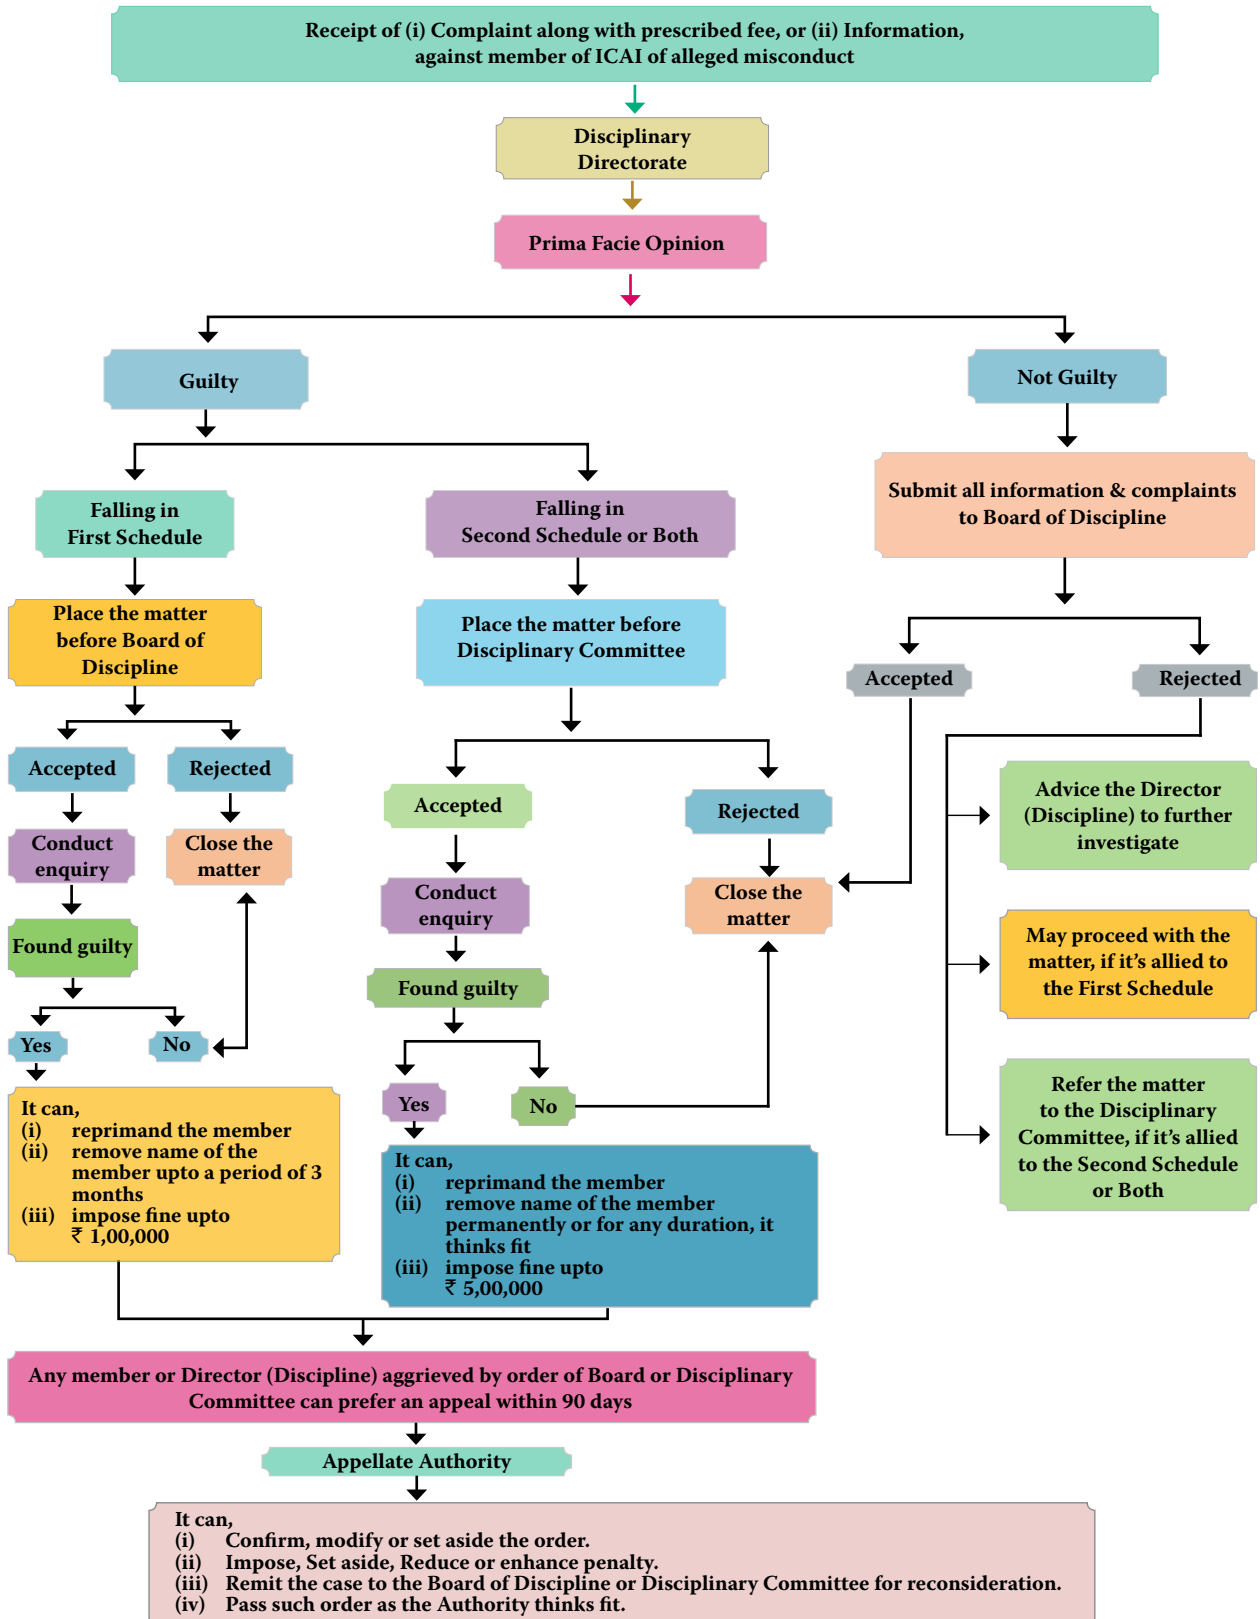 Receipt of (i) Complaint along with prescribed fee, or (ii) Information,
against member of ICAI of alleged misconduct
Disciplinary
Directorate
Prima Facie Opinion
Guilty
Not Guilty
Falling in
First Schedule
Falling in
Second Schedule or Both
Submit all information & complaints
to Board of Discipline
Place the matter
before Board of
Discipline
Place the matter before
Disciplinary Committee
Accepted
Rejected
Accepted
Rejected
Accepted
Rejected
Conduct
enquiry
Close the
matter
Conduct
enquiry
Close the
matter
Advice the Director
(Discipline) to further
investigate
May proceed with the
matter, if it’s allied to
the First Schedule
Refer the matter
to the Disciplinary
Committee, if it’s allied
to the Second Schedule
or Both
Found guilty
Found guilty
Yes
No
Yes
No
It can,
(i) reprimand the member
(ii) remove name of the
member upto a period of 3
months
(iii) impose fine upto
₹ 1,00,000
It can,
(i) reprimand the member
(ii) remove name of the member
permanently or for any duration, it
thinks fit
(iii) impose fine upto
₹ 5,00,000
Any member or Director (Discipline) aggrieved by order of Board or Disciplinary
Committee can prefer an appeal within 90 days
Appellate Authority
It can,
(i) Confirm, modify or set aside the order.
(ii) Impose, Set aside, Reduce or enhance penalty.
(iii) Remit the case to the Board of Discipline or Disciplinary Committee for reconsideration.
(iv) Pass such order as the Authority thinks fit.